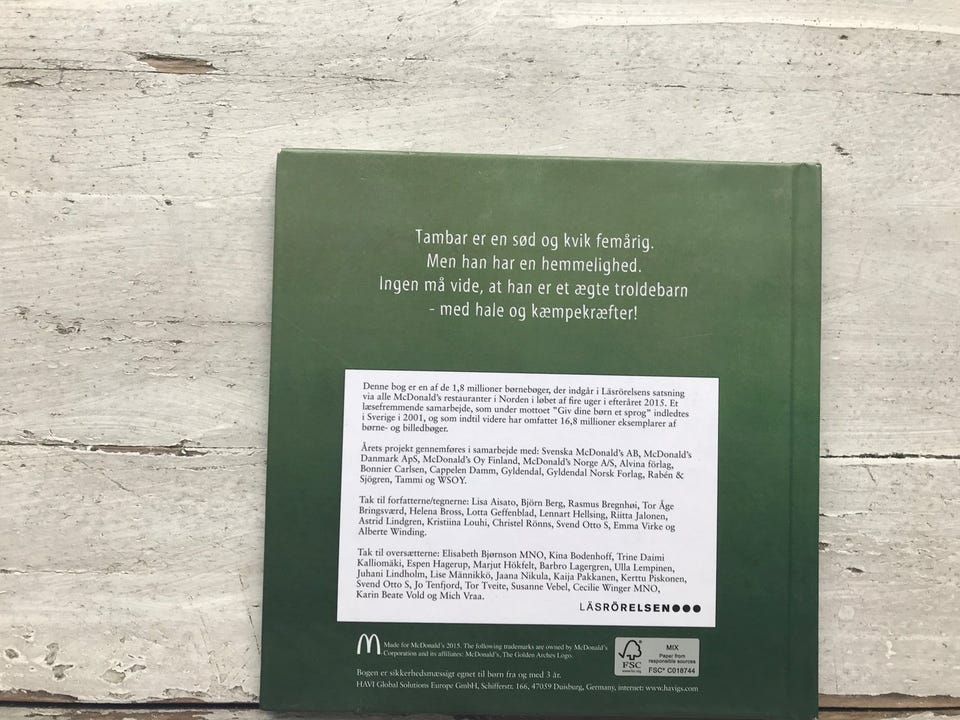 Tambar er en sød og kvik femårig.
Men han har en hemmelighed.
Ingen må vide, at han er et ægte troldebarn
- med hale og kæmpekræfter!
Denne bog er en af de 1,8 millioner børnebøger, der indgår i Läsrörelsens satsning
via alle McDonald's restauranter i Norden i løbet af fire uger i efteråret 2015. Et
læsefremmende samarbejde, som under mottoet "Giv dine børn et sprog" indledtes
i Sverige i 2001, og som indtil videre har omfattet 16,8 millioner eksemplarer af
børne- og billedbøger.
Årets projekt gennemføres i samarbejde med: Svenska McDonald's AB, McDonald's
Danmark ApS, McDonald's Oy Finland, McDonald's Norge A/S, Alvina förlag,
Bonnier Carlsen, Cappelen Damm, Gyldendal, Gyldendal Norsk Forlag, Rabén &
Sjögren, Tammi og WSOY.
Tak til forfatterne/tegnerne: Lisa Aisato, Björn Berg, Rasmus Bregnhøi, Tor Åge
Bringsværd, Helena Bross, Lotta Geffenblad, Lennart Hellsing, Riitta Jalonen,
Astrid Lindgren, Kristiina Louhi, Christel Rönns, Svend Otto S, Emma Virke og
Alberte Winding.
Tak til oversætterne: Elisabeth Bjørnson MNO, Kina Bodenhoff, Trine Daimi
Kalliomäki, Espen Hagerup, Marjut Hökfelt, Barbro Lagergren, Ulla Lempinen,
Juhani Lindholm, Lise Männikkö, Jaana Nikula, Kaija Pakkanen, Kerttu Piskonen,
Svend Otto S, Jo Tenfjord, Tor Tveite, Susanne Vebel, Cecilie Winger MNO,
Karin Beate Vold og Mich Vraa.
LÄSRÖRELSEN
Made for McDonald's 2015. The following trademarks are owned by McDonald's
Corporation and its affiliates: McDonald's, The Golden Arches Logo.
Bogen er sikkerhedsmæssigt egnet til børn fra og med 3 år.
HAVI Global Solutions Europe GmbH, Schifferstr. 166, 47059 Duisburg, Germany, internet: www.havigs.com
FSC
www.fsc.org
MIX
Paper from
responsible sources
FSC® C018744